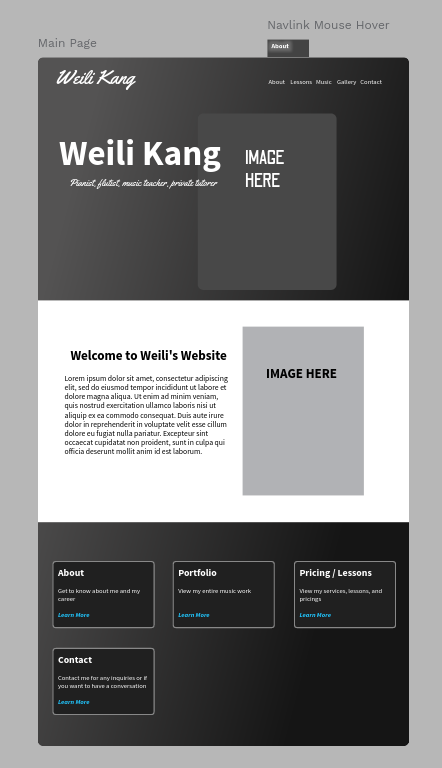 Navlink Mouse Hover
Main Page
About
Weili Kang
About Lessons Music Gallery Contact
Weili Kang
Pianist, flutist, music teacher, private tutorer
IMAGE
HERE
Welcome to Weili's Website
Lorem ipsum dolor sit amet, consectetur adipiscing
elit, sed do eiusmod tempor incididunt ut labore et
dolore magna aliqua. Ut enim ad minim veniam,
quis nostrud exercitation ullamco laboris nisi ut
aliquip ex ea commodo consequat. Duis aute irure
dolor in reprehenderit in voluptate velit esse cillum
dolore eu fugiat nulla pariatur. Excepteur sint
occaecat cupidatat non proident, sunt in culpa qui
officia deserunt mollit anim id est laborum.
IMAGE HERE
About
Get to know about me and my
career
Learn More
Portfolio
View my entire music work
Learn More
Pricing / Lessons
View my services, lessons, and
pricings
Learn More
Contact
Contact me for any inquiries or if
you want to have a conversation
Learn More